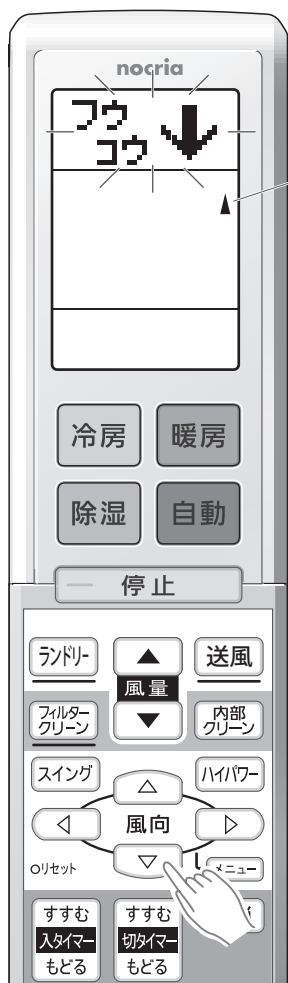 nocria
フウ
コウ
冷房
暖房
除湿
自動
停止
ランドリー
風量
送風
フィルター
クリーン
内部
クリーン
スイング
ハイパワー
風向
リセット
メニュー
すすむ
入タイマー
もどる
すすむ
切タイマー
もどる